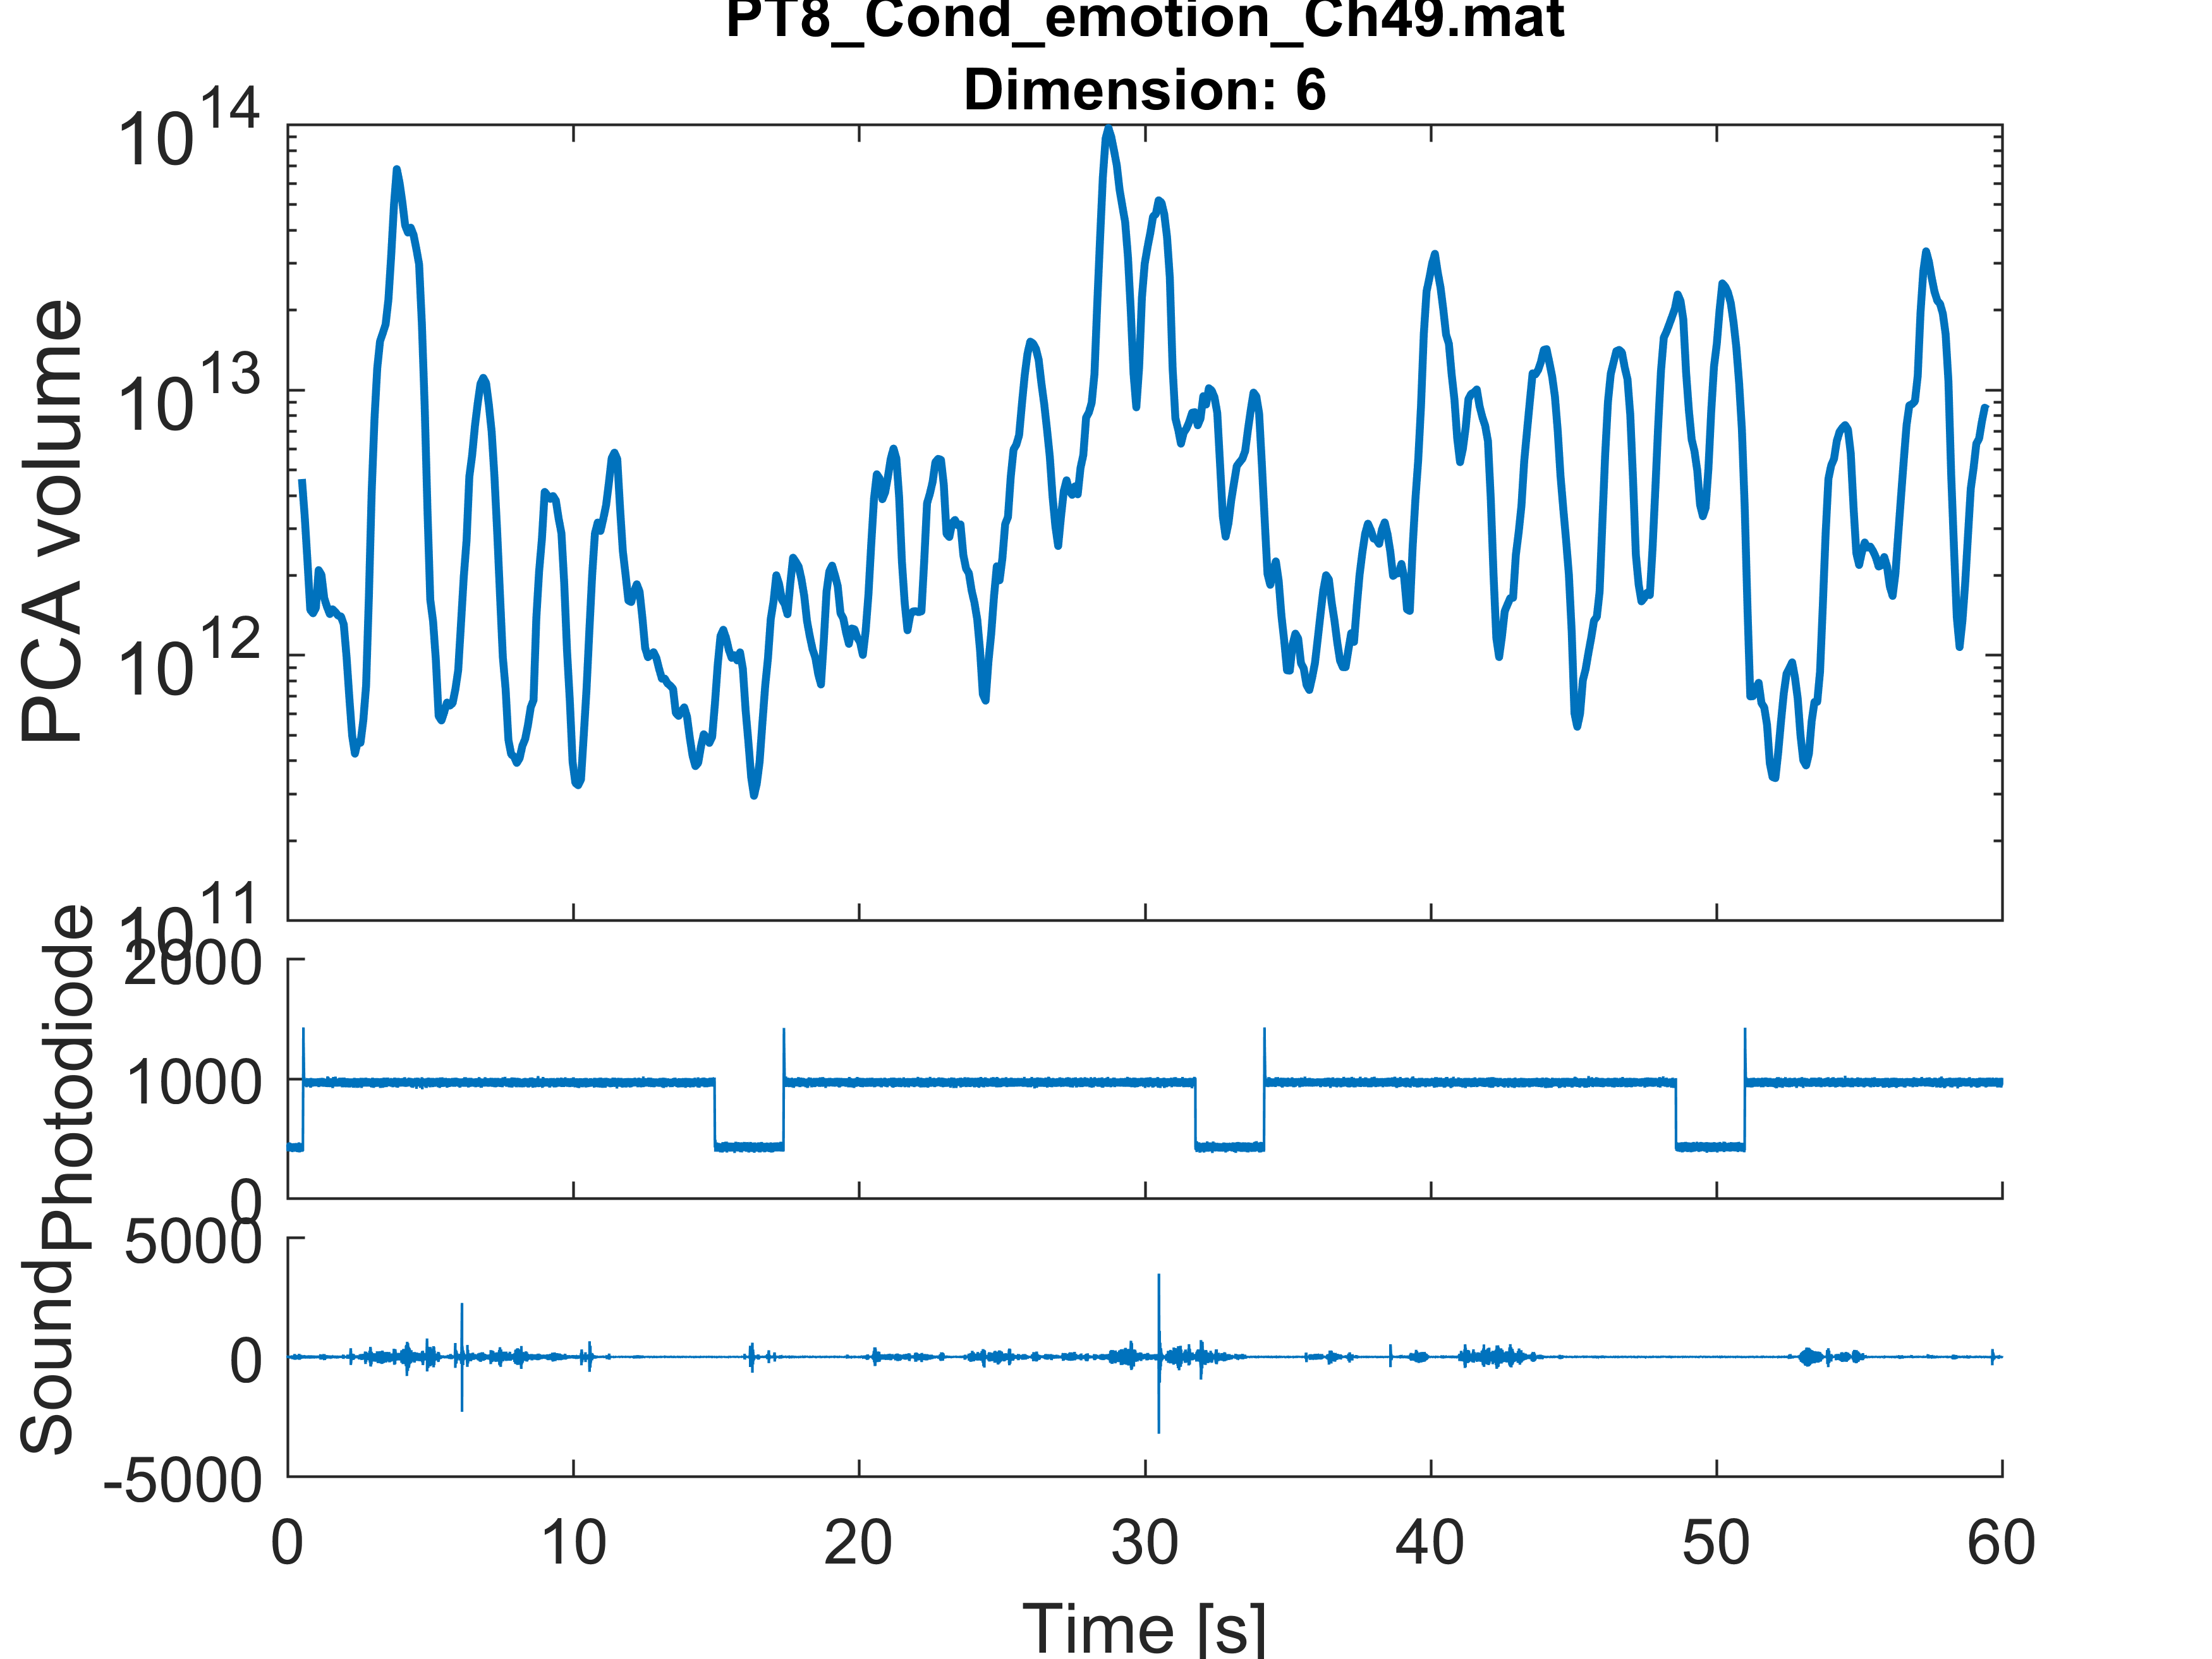 PT8_Cond_emotion_Ch49.mat
Dimension: 6
10^14
10^13
10^12
10^11
PCA volume
2000
1000
0
Photodiode
5000
0
-5000
Sound
0 10 20 30 40 50 60
Time [s]